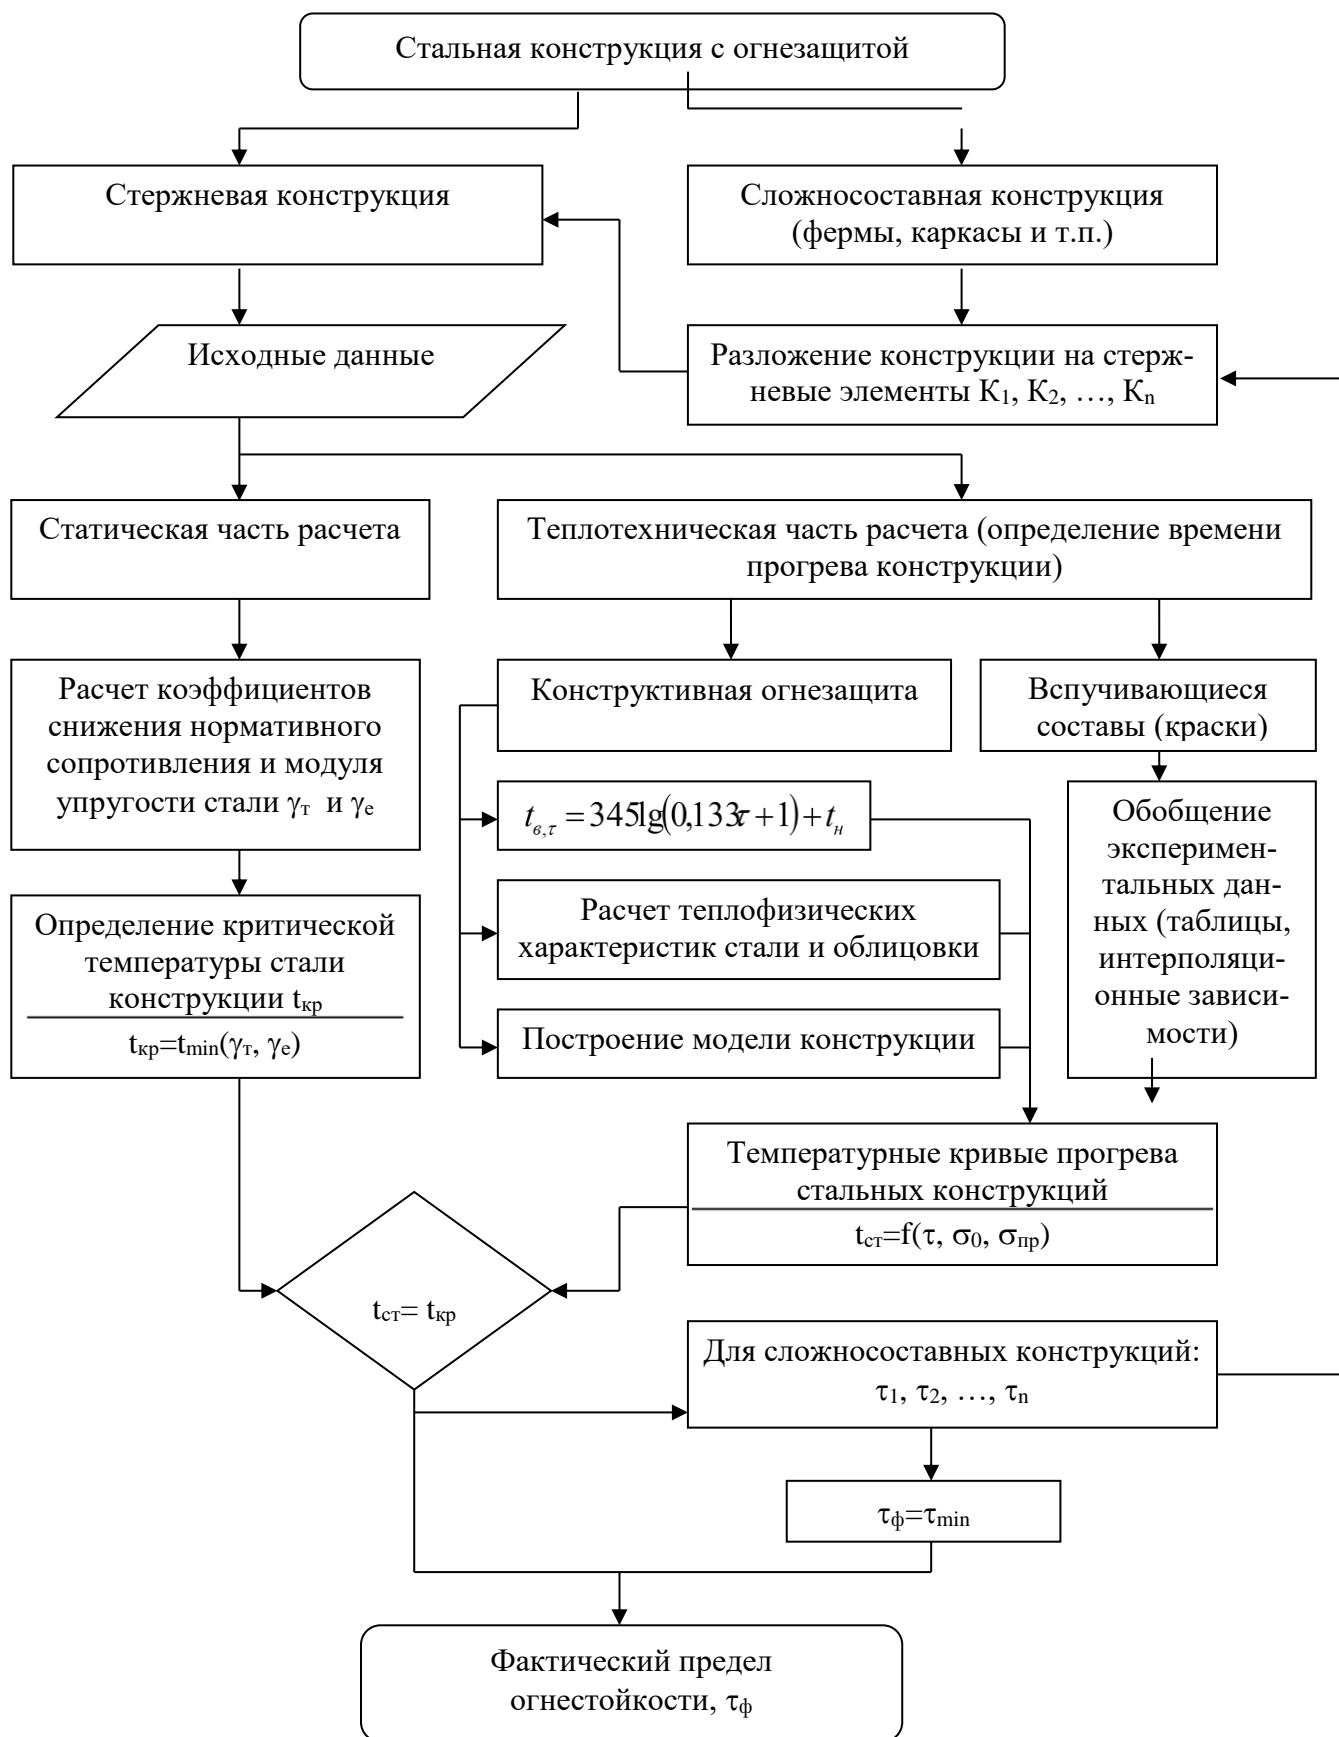 Стальная конструкция с огнезащитой
Стержневая конструкция
Сложносоставная конструкция
(фермы, каркасы и т.п.)
Исходные данные
Разложение конструкции на стерж-
невые элементы К₁, К₂, …, Кₙ
Статическая часть расчета
Теплотехническая часть расчета (определение времени
прогрева конструкции)
Расчет коэффициентов
снижения нормативного
сопротивления и модуля
упругости стали γт и γе
Конструктивная огнезащита
Вспучивающиеся
составы (краски)
t в,τ = 345lg(0,133τ + 1) + t н
Обобщение
эксперимен-
тальных дан-
ных (таблицы,
интерполяци-
онные зависи-
мости)
Расчет теплофизических
характеристик стали и облицовки
Определение критической
температуры стали
конструкции tкр
tкр=tmin(γт, γе)
Построение модели конструкции
Температурные кривые прогрева
стальных конструкций
tст=f(τ, σ₀, σпр)
tст= tкр
Для сложносоставных конструкций:
τ₁, τ₂, …, τₙ
τф=τmin
Фактический предел
огнестойкости, τф